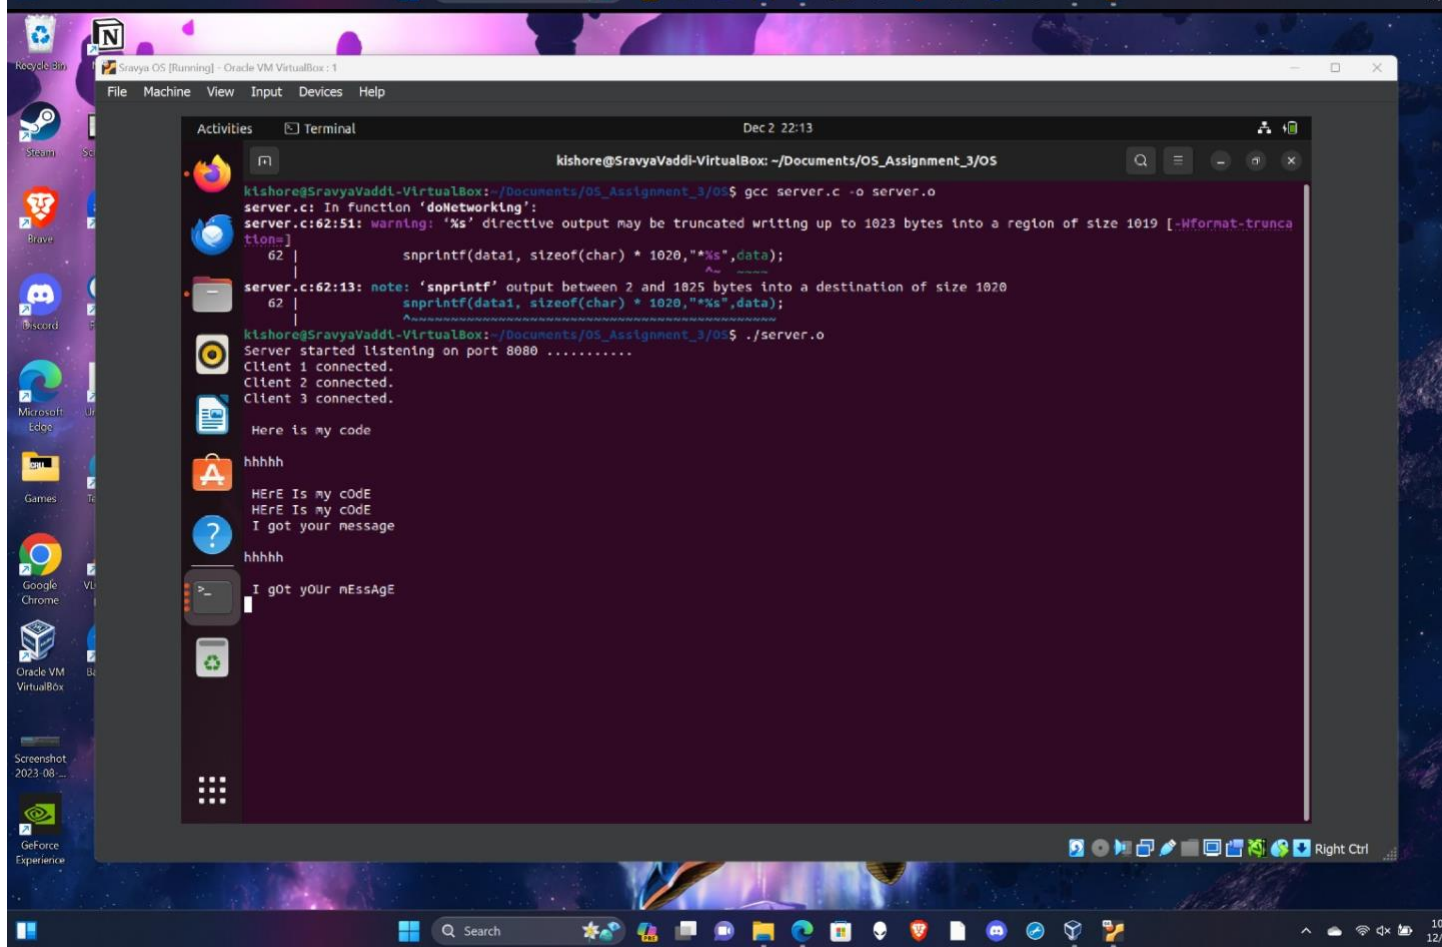 Recycle Bin
Sravya OS [Running] - Oracle VM VirtualBox : 1
File Machine View Input Devices Help
Activities Terminal Dec 2 22:13
kishore@SravyaVaddi-VirtualBox: ~/Documents/OS_Assignment_3/OS
kishore@SravyaVaddi-VirtualBox:~/Documents/OS_Assignment_3/OS$ gcc server.c -o server.o
server.c: In function ‘doNetworking’:
server.c:62:51: warning: ‘%s’ directive output may be truncated writing up to 1023 bytes into a region of size 1019 [-Wformat-trunca
tion=]
62 | snprintf(data1, sizeof(char) * 1020,"*%s",data);
| ^~ ~~~~
server.c:62:13: note: ‘snprintf’ output between 2 and 1025 bytes into a destination of size 1020
62 | snprintf(data1, sizeof(char) * 1020,"*%s",data);
| ^~~~~~~~~~~~~~~~~~~~~~~~~~~~~~~~~~~~~~~~~~~~~~~
kishore@SravyaVaddi-VirtualBox:~/Documents/OS_Assignment_3/OS$ ./server.o
Server started listening on port 8080 ...........
Client 1 connected.
Client 2 connected.
Client 3 connected.
Here is my code
hhhhh
HErE Is my cOdE
HErE Is my cOdE
I got your message
hhhhh
I gOt yOUr mEssAgE
Steam
Brave
Discord
Microsoft
Edge
Games
Google
Chrome
Oracle VM
VirtualBox
Screenshot
2023-08-...
GeForce
Experience
Right Ctrl
Search